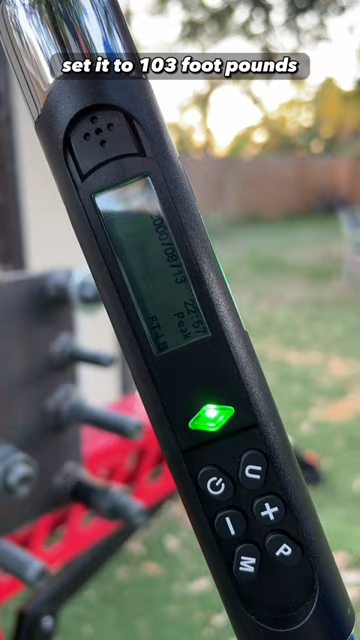 set it to 103 foot pounds
:000/08/13 22:57
Peak
FT-LB
U
+
P
−
M